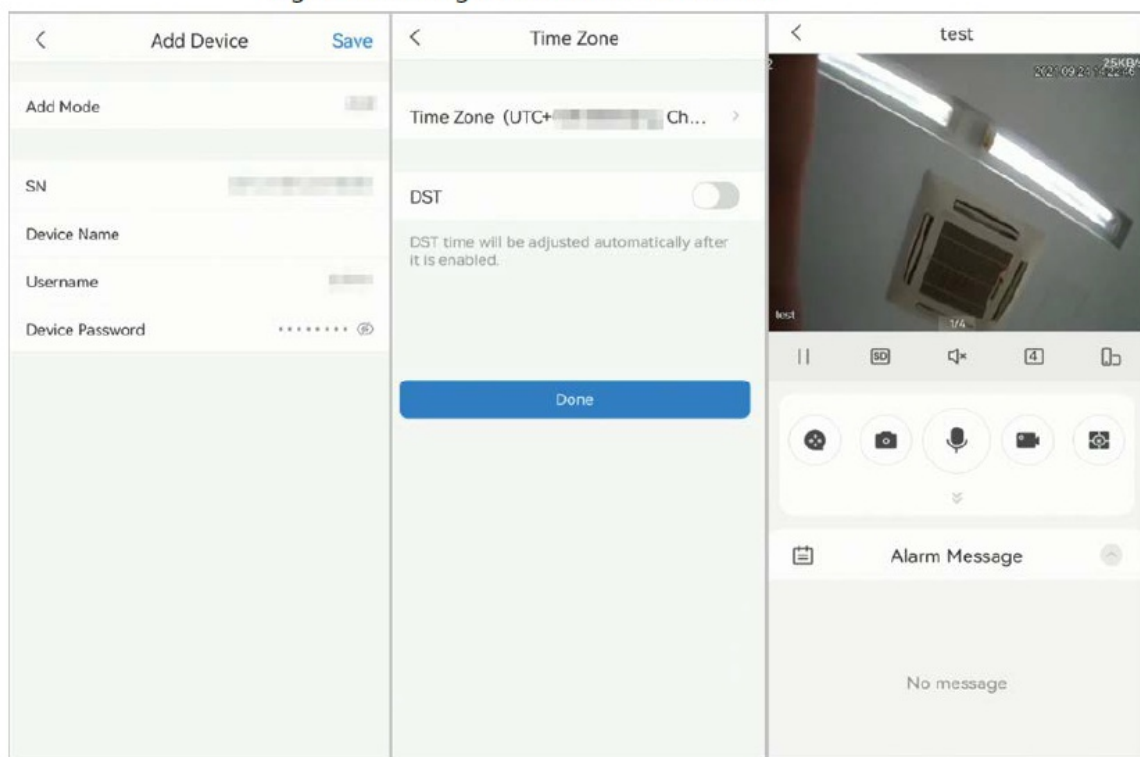 Add Device
Save
Add Mode
SN
Device Name
Username
Device Password
Time Zone
Time Zone (UTC+ Ch...
DST
DST time will be adjusted automatically after
it is enabled.
Done
test
2
25KB/s
test
1/4
SD
4
Alarm Message
No message